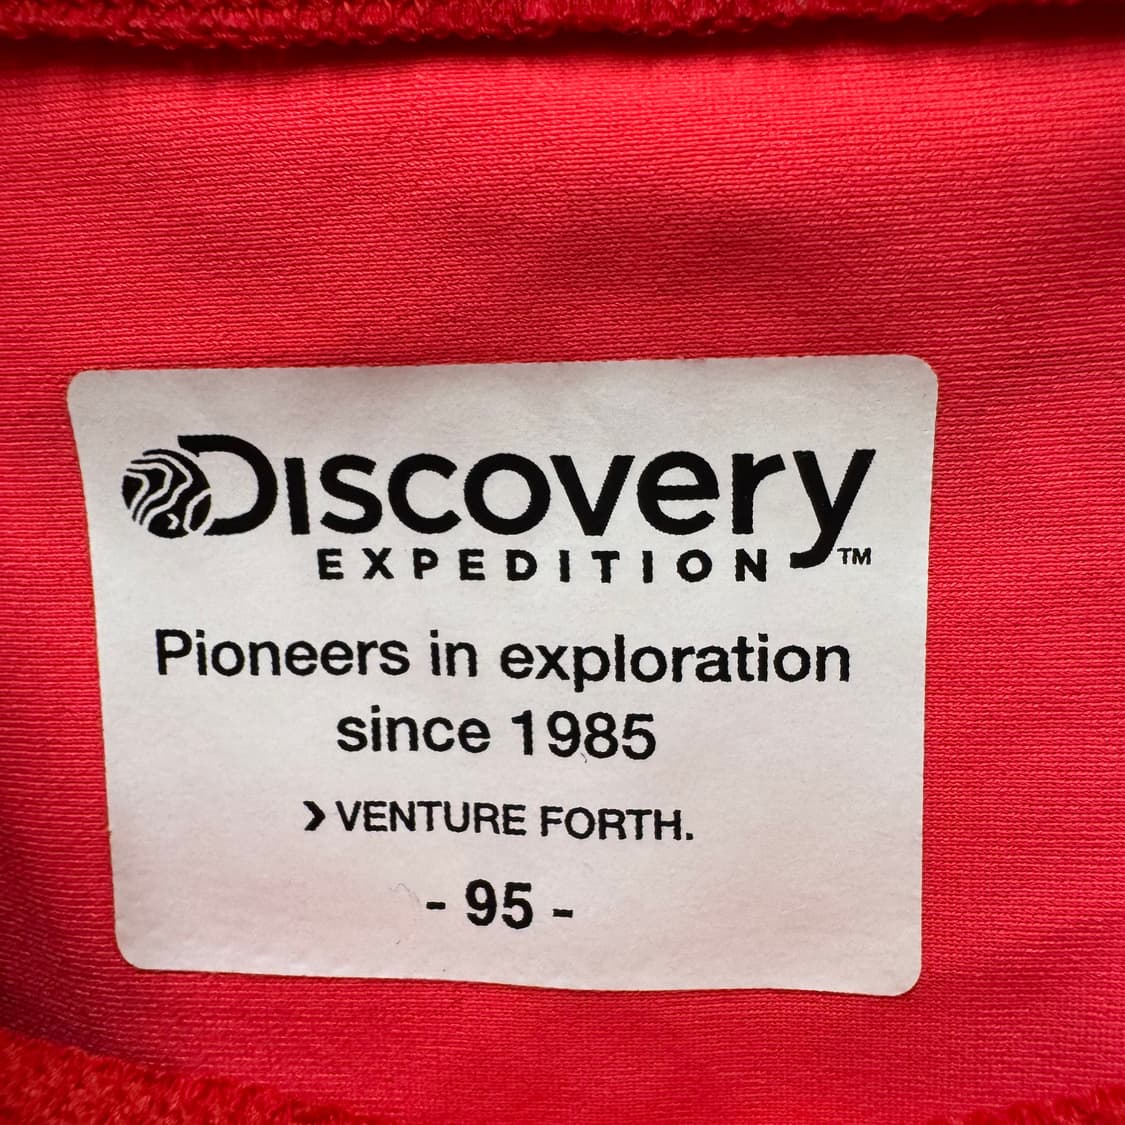 Discovery
EXPEDITION™
Pioneers in exploration
since 1985
› VENTURE FORTH.
- 95 -